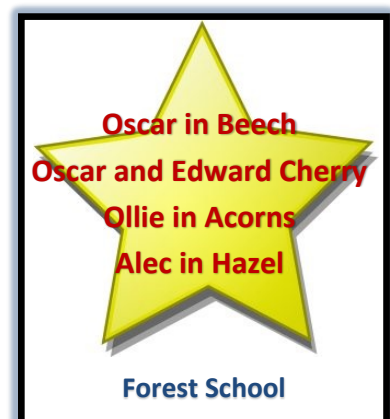 Oscar in Beech
Oscar and Edward Cherry
Ollie in Acorns
Alec in Hazel
Forest School